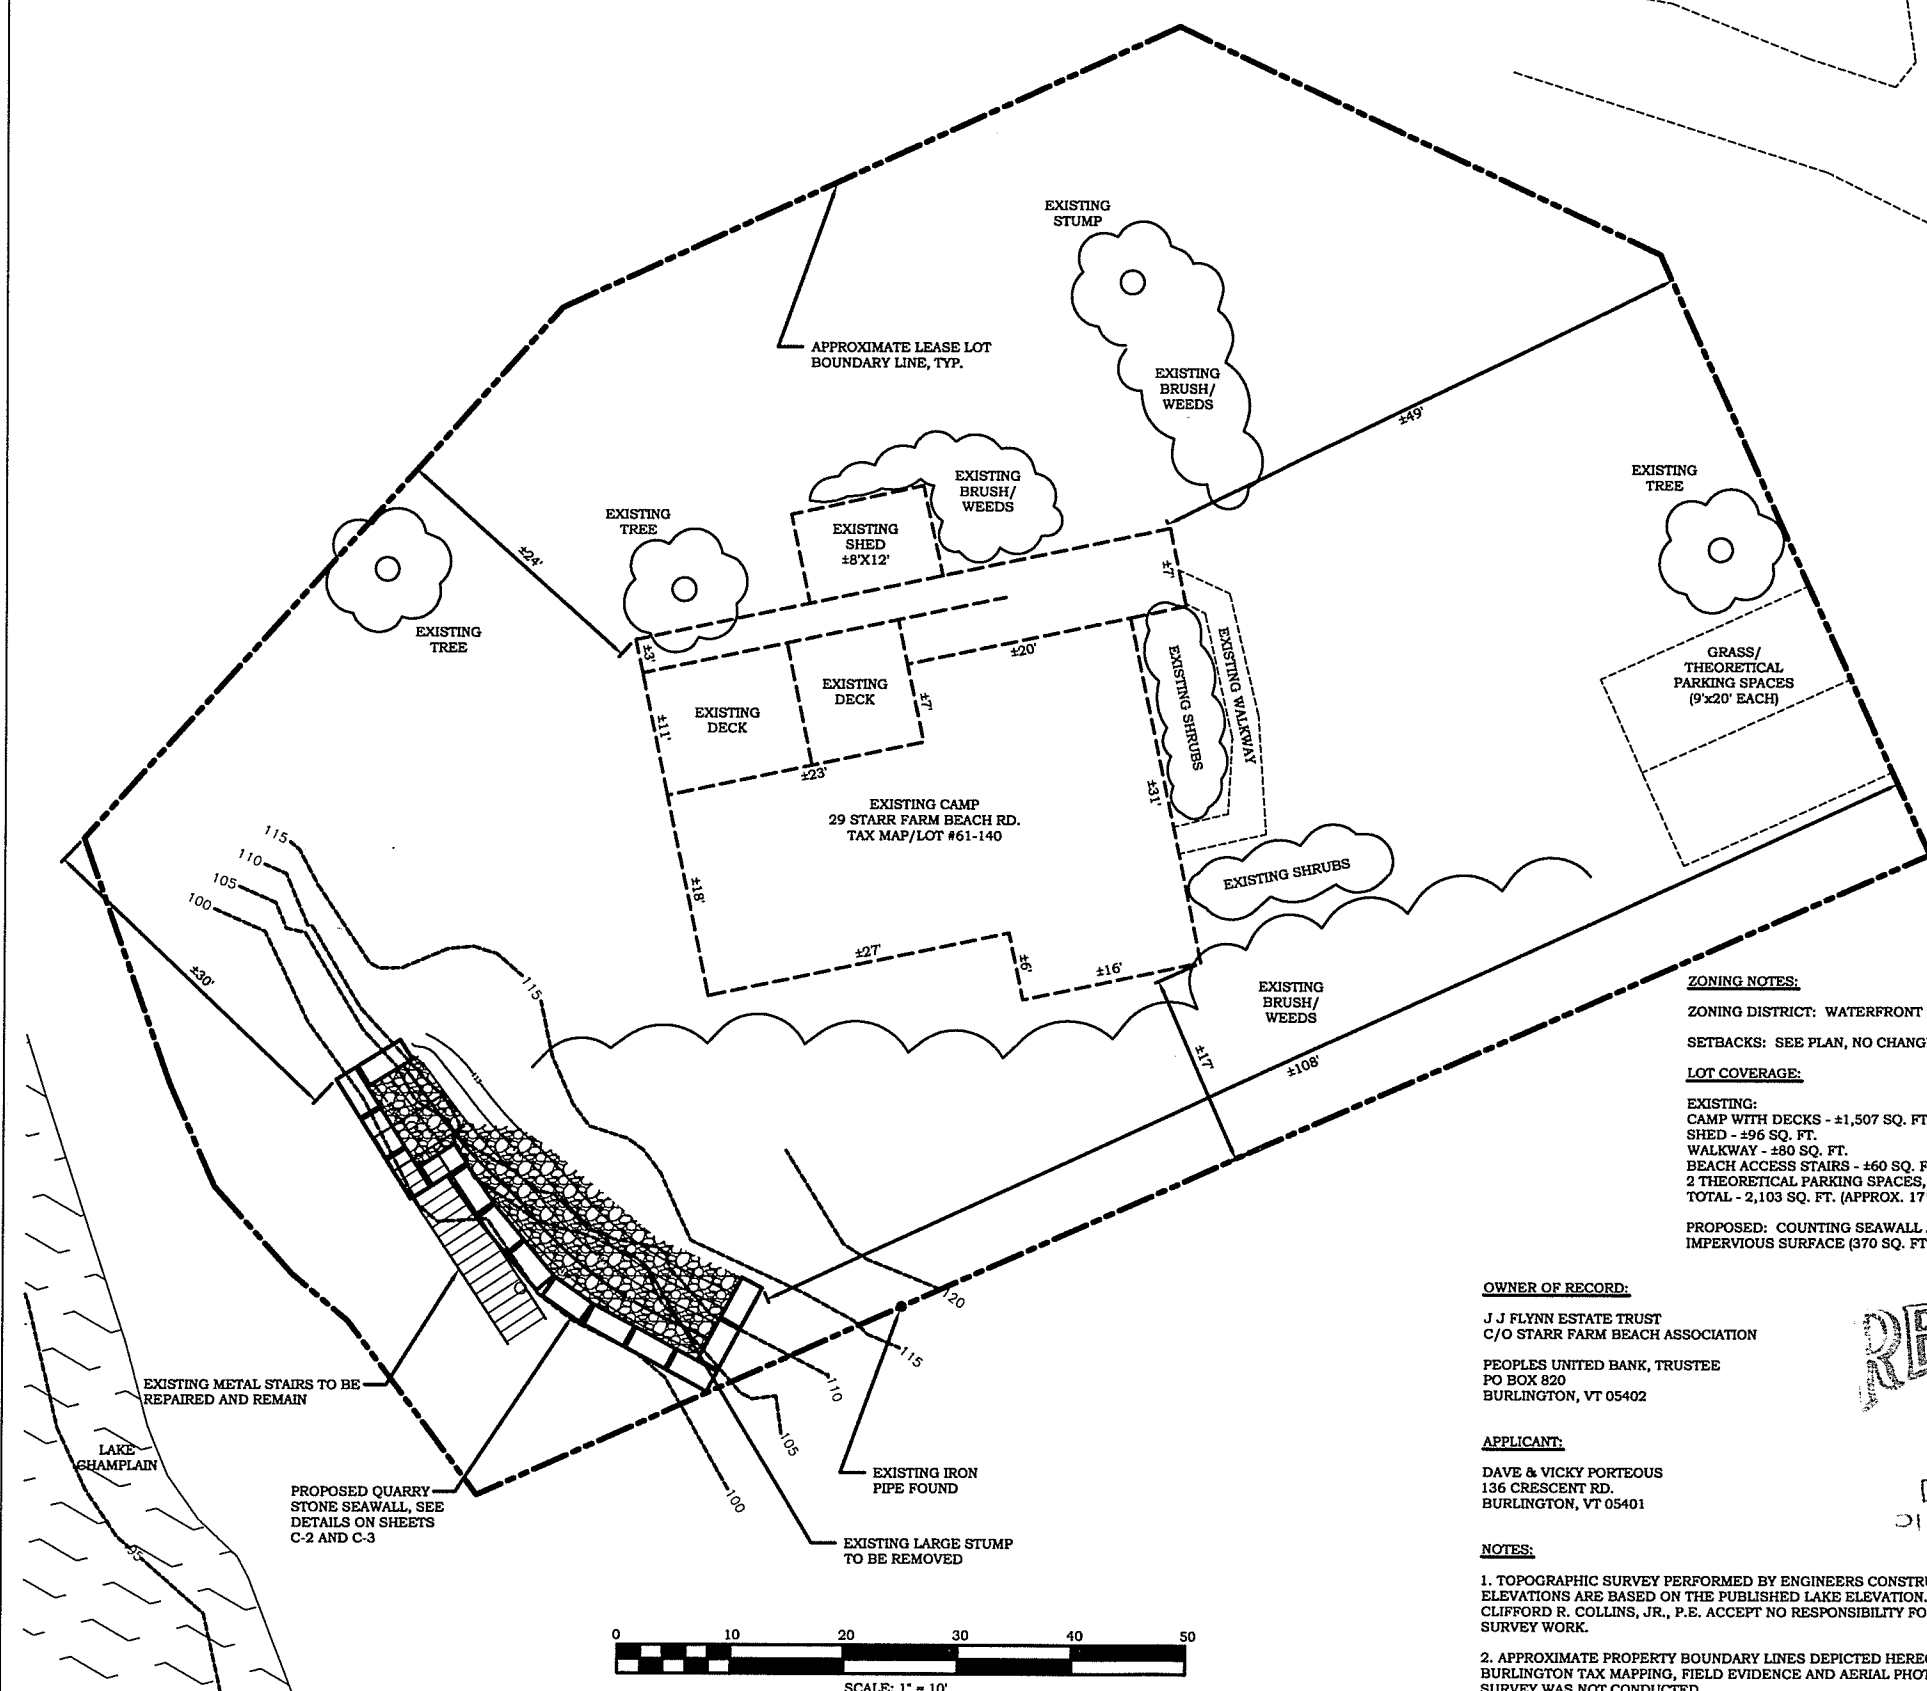 EXISTING
STUMP
APPROXIMATE LEASE LOT
BOUNDARY LINE, TYP.
EXISTING
BRUSH/
WEEDS
±49'
EXISTING
TREE
EXISTING
BRUSH/
WEEDS
EXISTING
TREE
EXISTING
SHED
±8'X12'
±24'
±7'
EXISTING
TREE
±3'
±20'
EXISTING
DECK
EXISTING
DECK
±7'
±11'
±23'
EXISTING SHRUBS
EXISTING WALKWAY
GRASS/
THEORETICAL
PARKING SPACES
(9'x20' EACH)
±31'
EXISTING CAMP
29 STARR FARM BEACH RD.
TAX MAP/LOT #61-140
115
110
105
100
±18'
EXISTING SHRUBS
±27'
±6'
±16'
±30'
115
EXISTING
BRUSH/
WEEDS
±17'
±108'
113
120
115
110
105
100
95
EXISTING METAL STAIRS TO BE
REPAIRED AND REMAIN
LAKE
CHAMPLAIN
PROPOSED QUARRY
STONE SEAWALL, SEE
DETAILS ON SHEETS
C-2 AND C-3
EXISTING IRON
PIPE FOUND
EXISTING LARGE STUMP
TO BE REMOVED
0 10 20 30 40 50
SCALE: 1" = 10'
ZONING NOTES:
ZONING DISTRICT: WATERFRONT
SETBACKS: SEE PLAN, NO CHANG
LOT COVERAGE:
EXISTING:
CAMP WITH DECKS - ±1,507 SQ. FT
SHED - ±96 SQ. FT.
WALKWAY - ±80 SQ. FT.
BEACH ACCESS STAIRS - ±60 SQ. F
2 THEORETICAL PARKING SPACES,
TOTAL - 2,103 SQ. FT. (APPROX. 17
PROPOSED: COUNTING SEAWALL
IMPERVIOUS SURFACE (370 SQ. FT
OWNER OF RECORD:
J J FLYNN ESTATE TRUST
C/O STARR FARM BEACH ASSOCIATION
PEOPLES UNITED BANK, TRUSTEE
PO BOX 820
BURLINGTON, VT 05402
APPLICANT:
DAVE & VICKY PORTEOUS
136 CRESCENT RD.
BURLINGTON, VT 05401
NOTES:
1. TOPOGRAPHIC SURVEY PERFORMED BY ENGINEERS CONSTRU
ELEVATIONS ARE BASED ON THE PUBLISHED LAKE ELEVATION.
CLIFFORD R. COLLINS, JR., P.E. ACCEPT NO RESPONSIBILITY FO
SURVEY WORK.
2. APPROXIMATE PROPERTY BOUNDARY LINES DEPICTED HERE
BURLINGTON TAX MAPPING, FIELD EVIDENCE AND AERIAL PHOT
SURVEY WAS NOT CONDUCTED